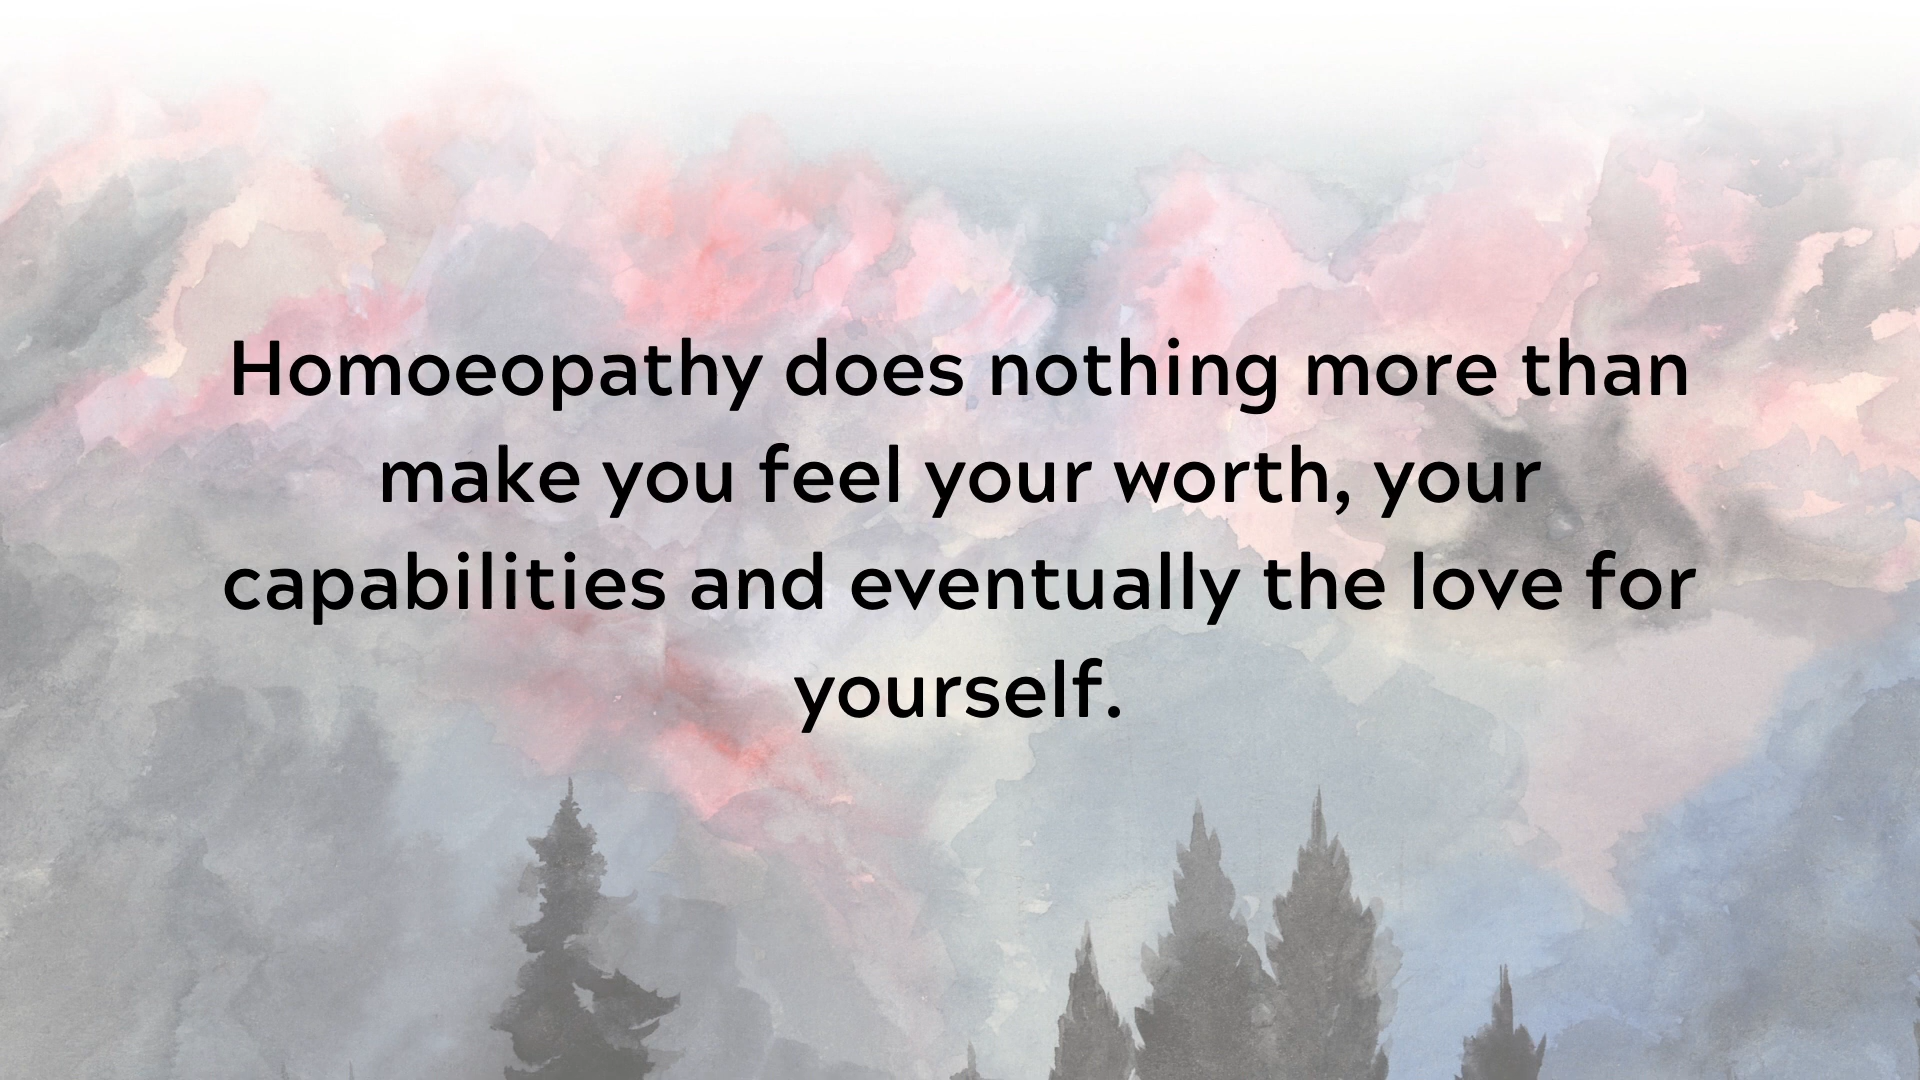 Homoeopathy does nothing more than
make you feel your worth, your
capabilities and eventually the love for
yourself.